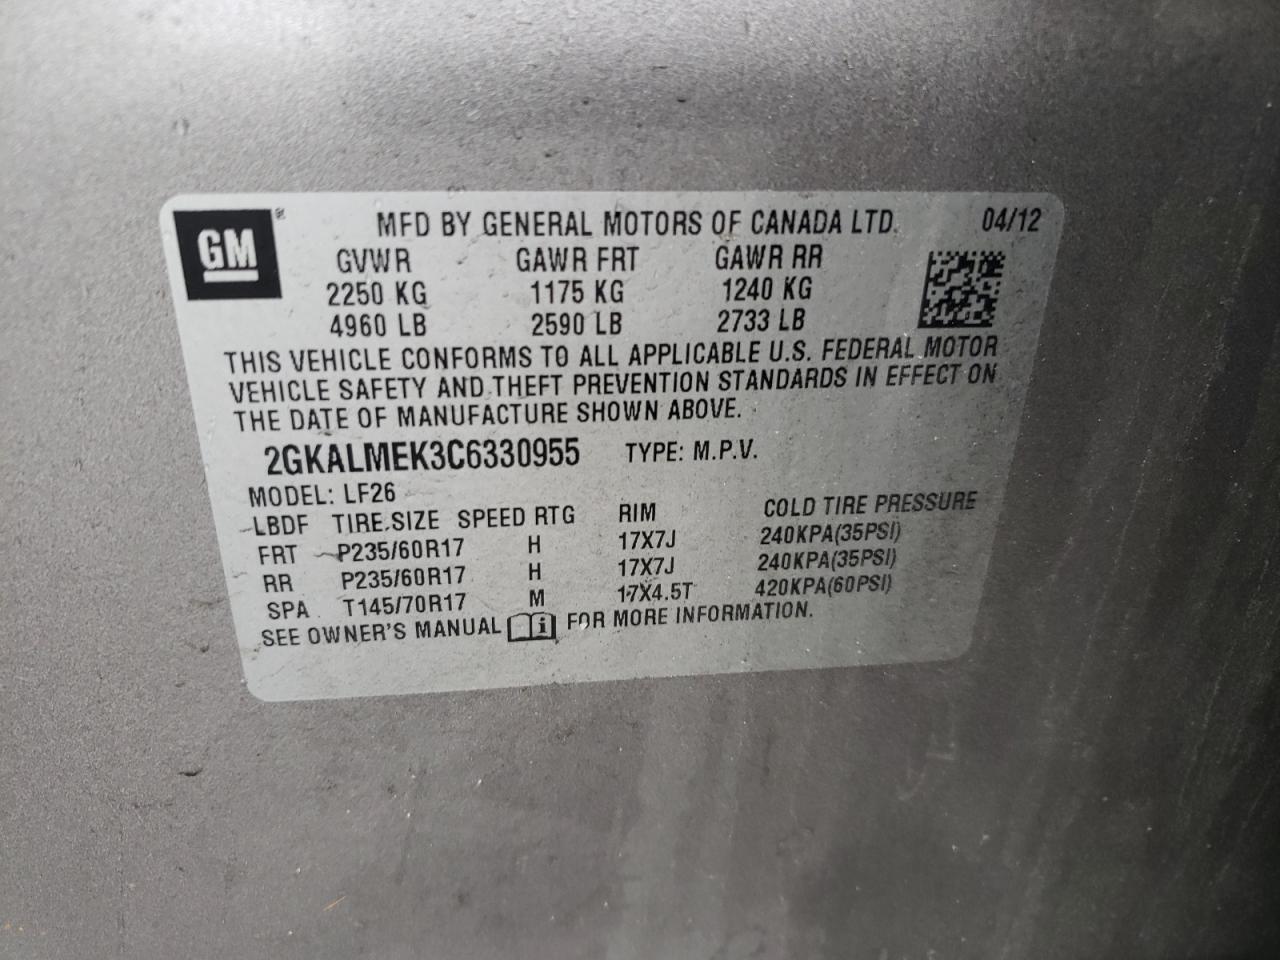 GM ®
MFD BY GENERAL MOTORS OF CANADA LTD. 04/12
GVWR GAWR FRT GAWR RR
2250 KG 1175 KG 1240 KG
4960 LB 2590 LB 2733 LB
THIS VEHICLE CONFORMS TO ALL APPLICABLE U.S. FEDERAL MOTOR
VEHICLE SAFETY AND THEFT PREVENTION STANDARDS IN EFFECT ON
THE DATE OF MANUFACTURE SHOWN ABOVE.
2GKALMEK3C6330955 TYPE: M.P.V.
MODEL: LF26
LBDF TIRE SIZE SPEED RTG RIM COLD TIRE PRESSURE
FRT P235/60R17 H 17X7J 240KPA(35PSI)
RR P235/60R17 H 17X7J 240KPA(35PSI)
SPA T145/70R17 M 17X4.5T 420KPA(60PSI)
SEE OWNER'S MANUAL i FOR MORE INFORMATION.